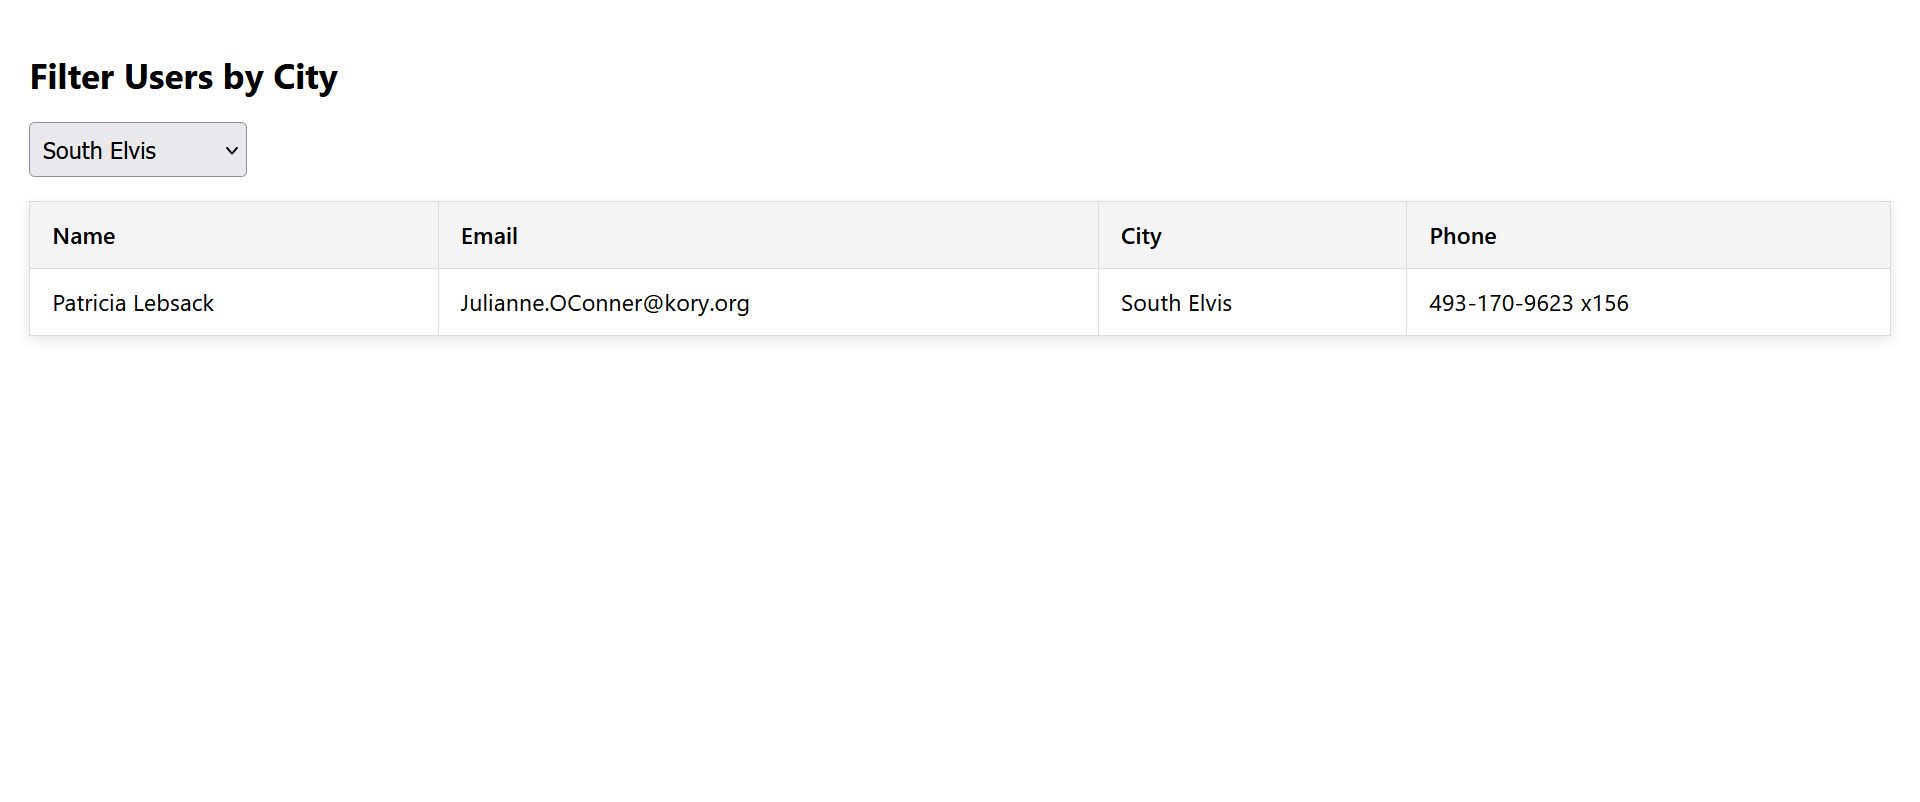 Filter Users by City
South Elvis
Name Email City Phone
Patricia Lebsack Julianne.OConner@kory.org South Elvis 493-170-9623 x156